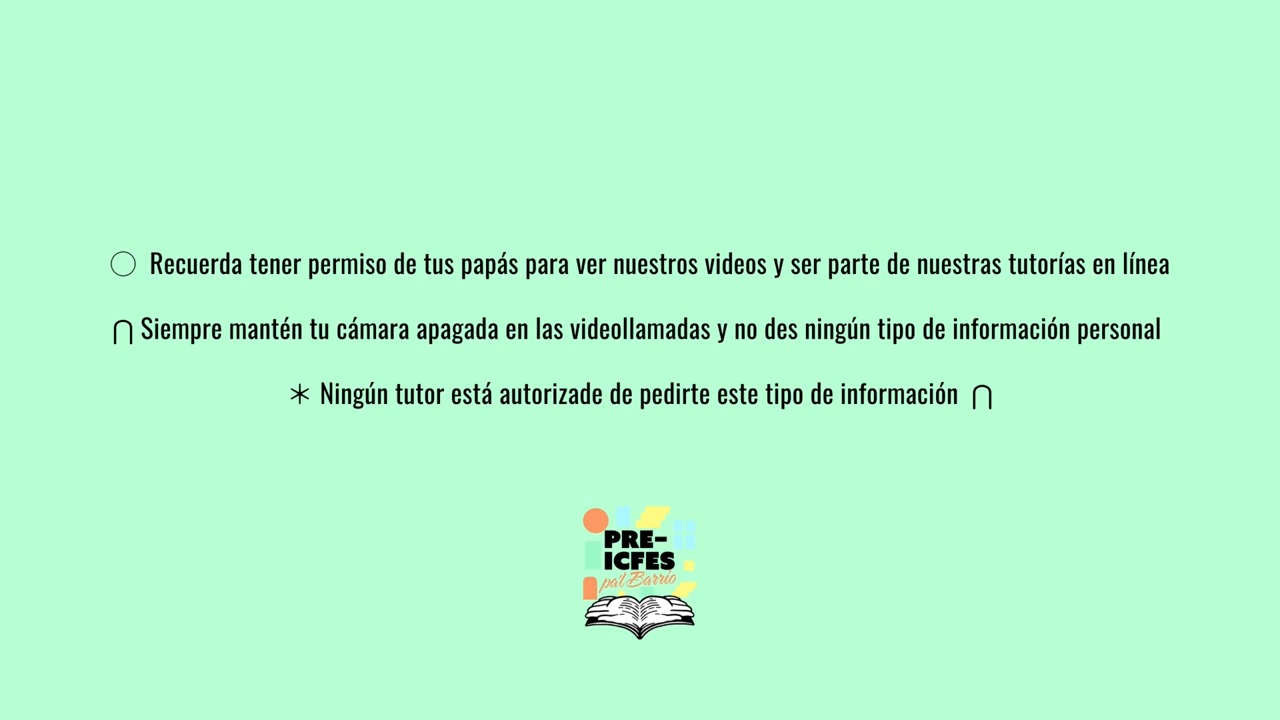 ◯ Recuerda tener permiso de tus papás para ver nuestros videos y ser parte de nuestras tutorías en línea
⋂ Siempre mantén tu cámara apagada en las videollamadas y no des ningún tipo de información personal
✳ Ningún tutor está autorizade de pedirte este tipo de información ⋂
PRE-
ICFES
pa'l Barrio